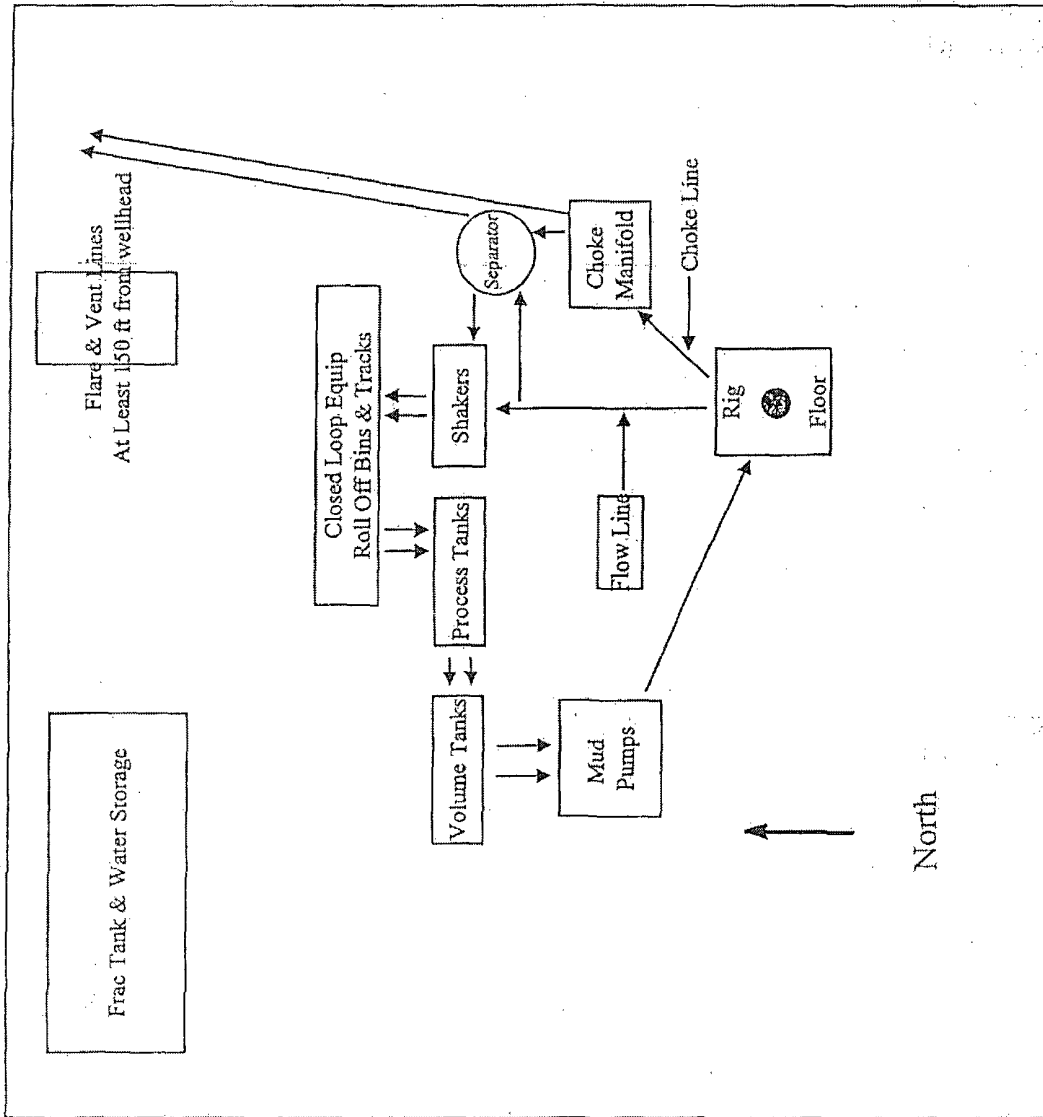 Flare & Vent Lines
At Least 150 ft from wellhead
Frac Tank & Water Storage
Closed Loop Equip
Roll Off Bins & Tracks
Separator
Shakers
Process Tanks
Volume Tanks
Choke
Manifold
Choke Line
Flow Line
Mud
Pumps
Rig
Floor
North